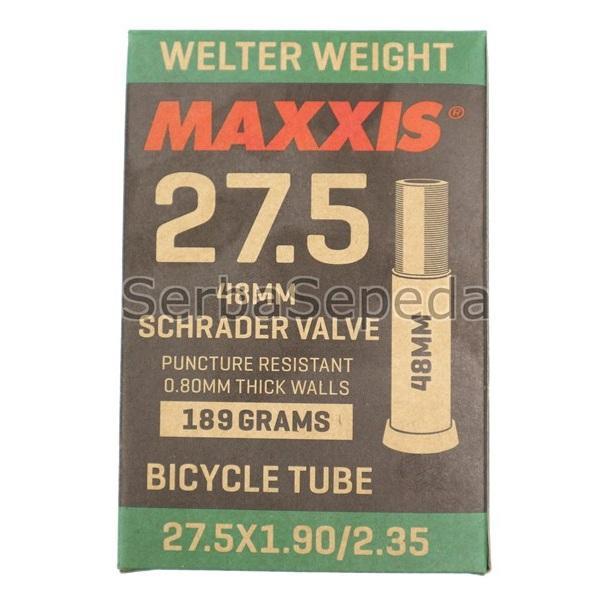 WELTER WEIGHT
MAXXIS®
27.5
48MM
SerbaSepeda
SCHRADER VALVE
PUNCTURE RESISTANT
0.80MM THICK WALLS
189 GRAMS
48MM
BICYCLE TUBE
27.5X1.90/2.35